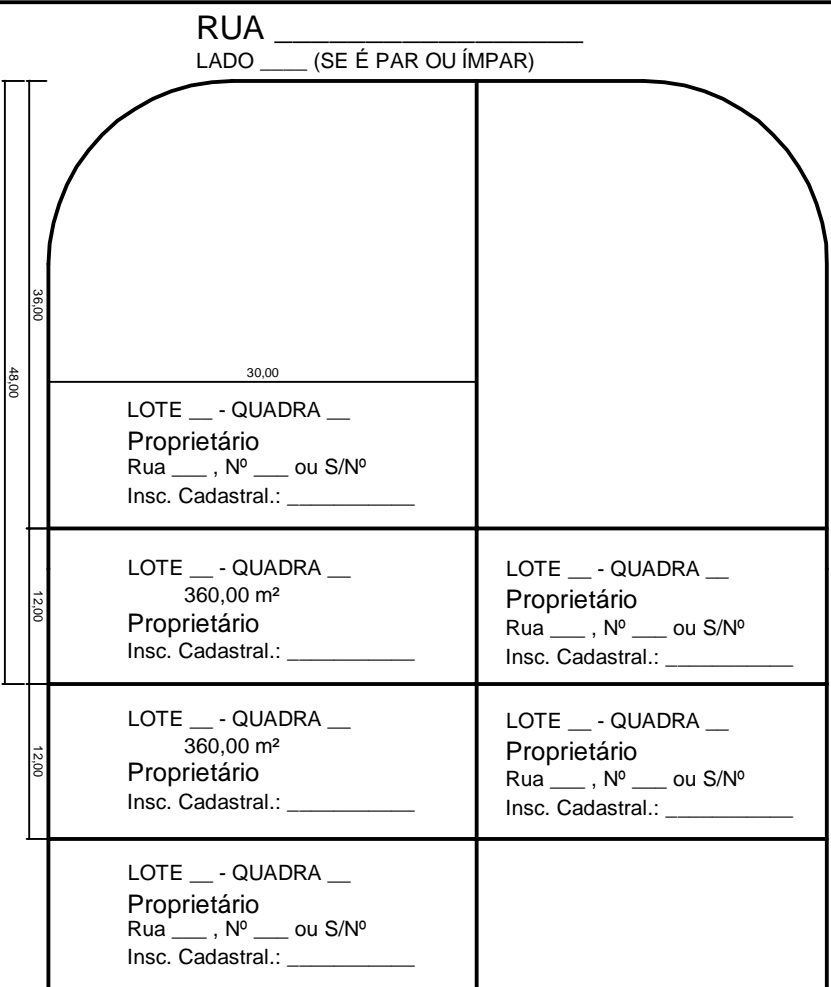 RUA ____________________
LADO ____ (SE É PAR OU ÍMPAR)
36,00
48,00
30,00
LOTE __ - QUADRA __
Proprietário
Rua ___ , Nº ___ ou S/Nº
Insc. Cadastral.: ___________
12,00
LOTE __ - QUADRA __
360,00 m²
Proprietário
Insc. Cadastral.: ___________
LOTE __ - QUADRA __
Proprietário
Rua ___ , Nº ___ ou S/Nº
Insc. Cadastral.: ___________
12,00
LOTE __ - QUADRA __
360,00 m²
Proprietário
Insc. Cadastral.: ___________
LOTE __ - QUADRA __
Proprietário
Rua ___ , Nº ___ ou S/Nº
Insc. Cadastral.: ___________
LOTE __ - QUADRA __
Proprietário
Rua ___ , Nº ___ ou S/Nº
Insc. Cadastral.: ___________